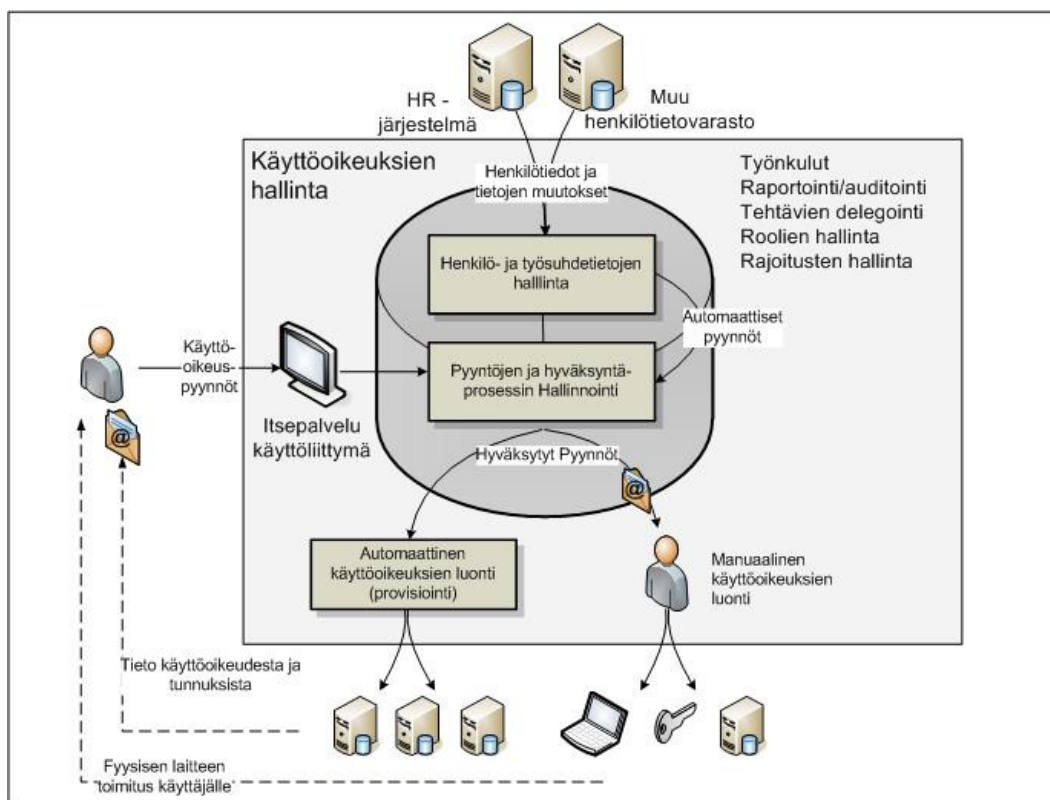 HR -
järjestelmä
Muu
henkilötietovarasto
Käyttöoikeuksien
hallinta
Työnkulut
Raportointi/auditointi
Tehtävien delegointi
Roolien hallinta
Rajoitusten hallinta
Henkilötiedot ja
tietojen muutokset
Henkilö- ja työsuhdetietojen
halllinta
Automaattiset
pyynnöt
Käyttö-
oikeus-
pyynnöt
Pyyntöjen ja hyväksyntä-
prosessin Hallinnointi
Itsepalvelu
käyttöliittymä
Hyväksytyt Pyynnöt
@
@
Automaattinen
käyttöoikeuksien luonti
(provisiointi)
Manuaalinen
käyttöoikeuksien
luonti
Tieto käyttöoikeudesta ja
tunnuksista
Fyysisen laitteen
toimitus käyttäjälle